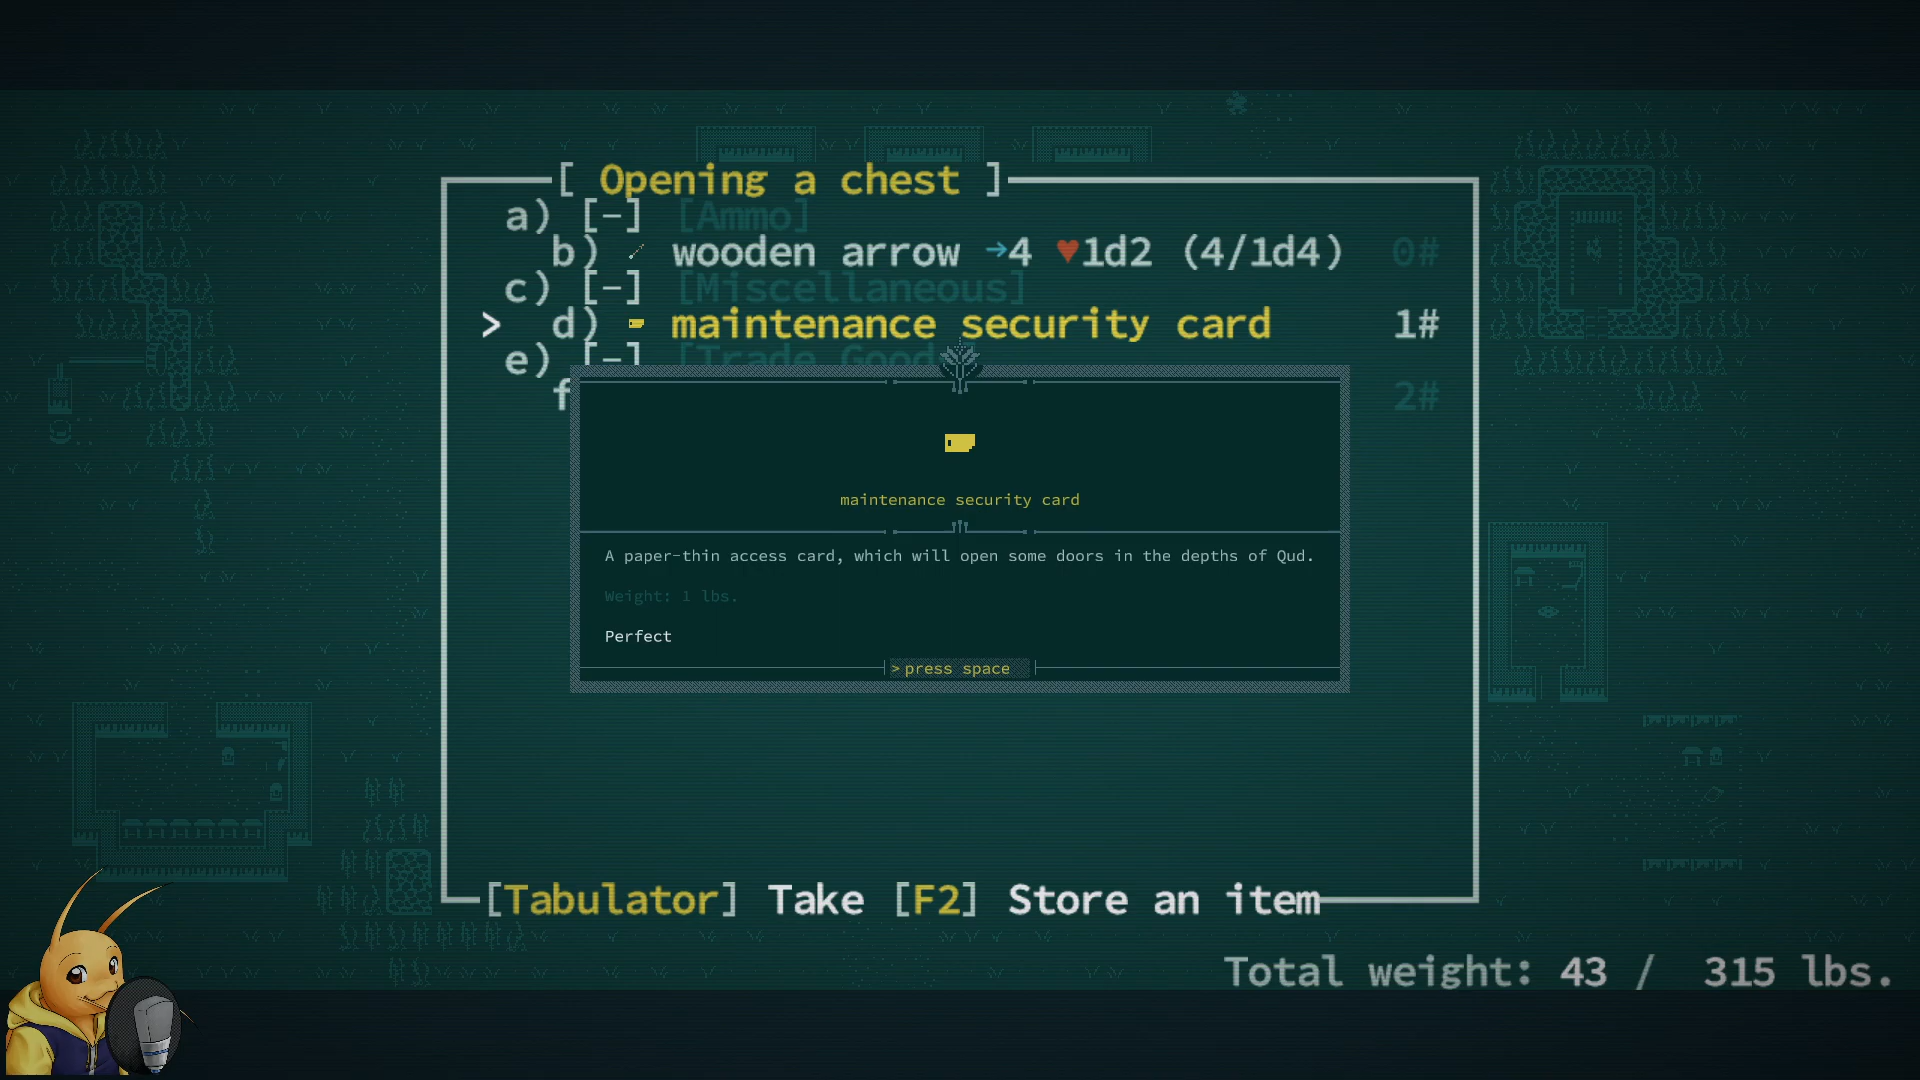 [ Opening a chest ]
a) [-] [Ammo]
b) wooden arrow →4 ♥1d2 (4/1d4) 0#
c) [-] [Miscellaneous]
> d) maintenance security card 1#
e) [-] [Trade Goods
f 2#
maintenance security card
A paper-thin access card, which will open some doors in the depths of Qud.
Weight: 1 lbs.
Perfect
> press space
[Tabulator] Take [F2] Store an item
Total weight: 43 / 315 lbs.